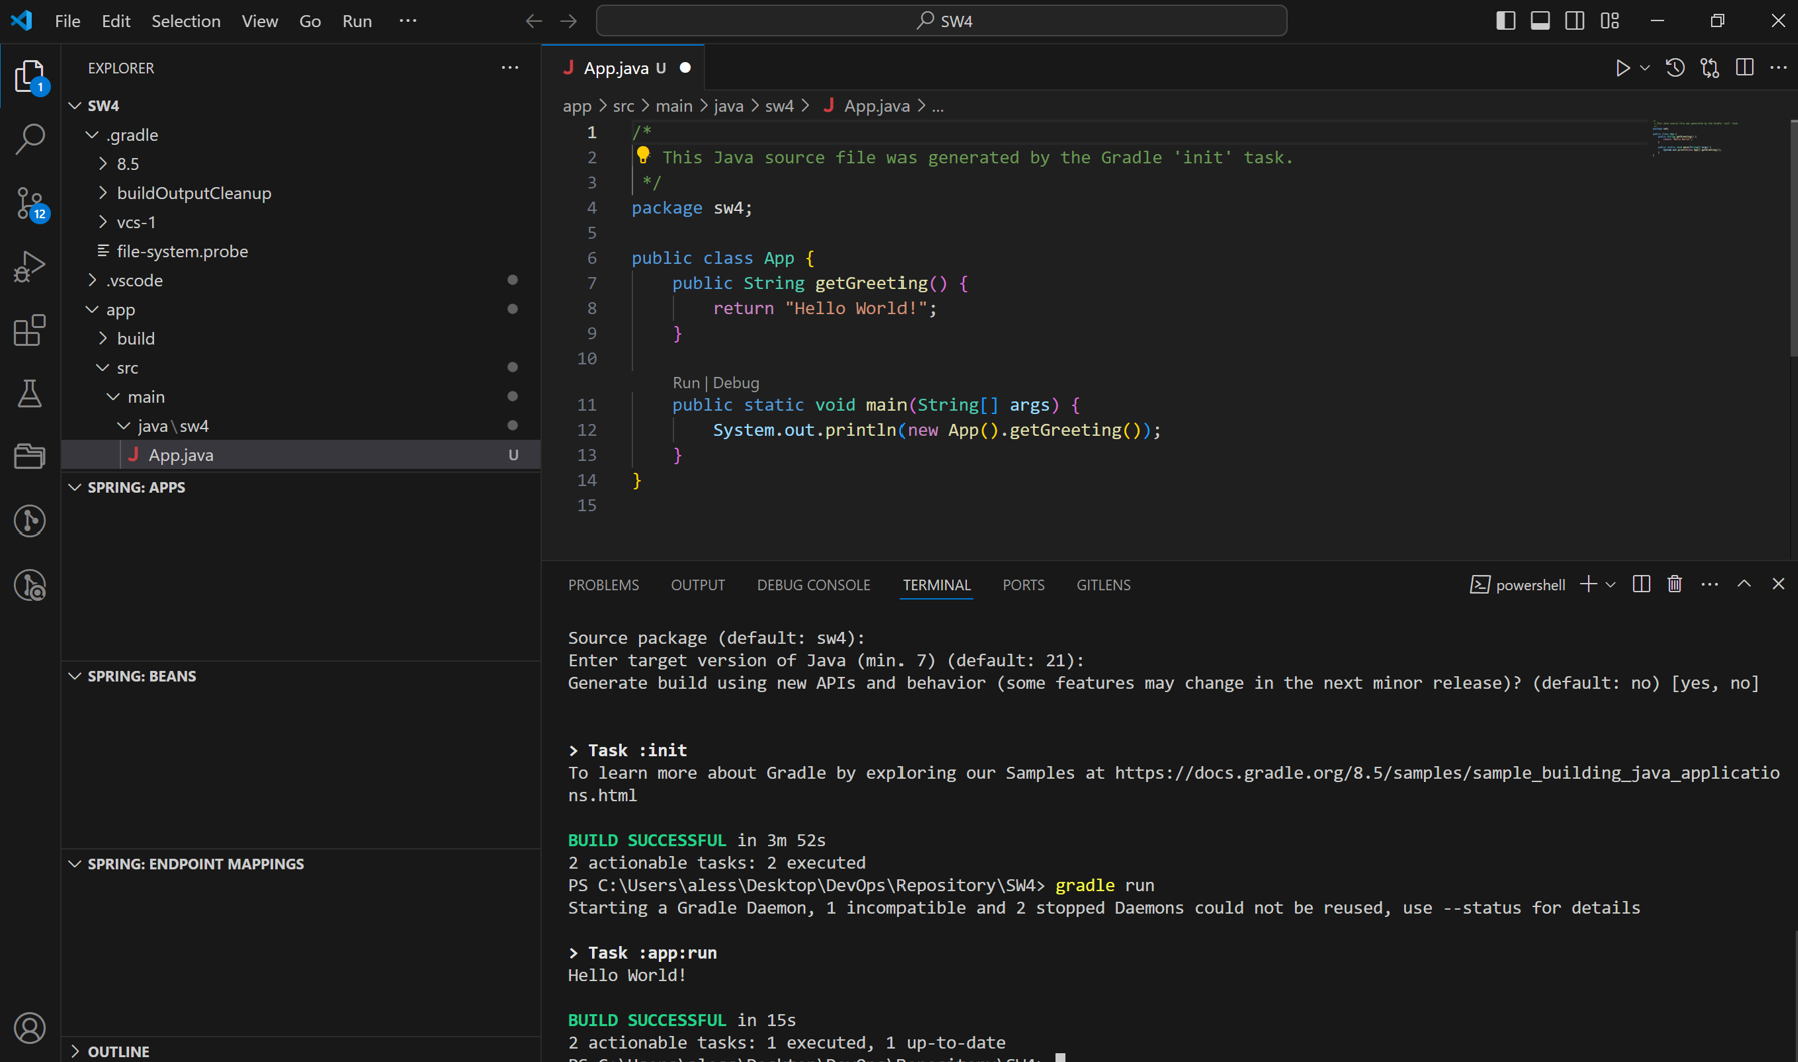 File Edit Selection View Go Run ···
SW4
EXPLORER
1
SW4
.gradle
8.5
buildOutputCleanup
vcs-1
file-system.probe
.vscode
app
build
src
main
java\sw4
App.java U
12
SPRING: APPS
SPRING: BEANS
SPRING: ENDPOINT MAPPINGS
OUTLINE
App.java U
app > src > main > java > sw4 > App.java > ...
1 /*
2 This Java source file was generated by the Gradle 'init' task.
3 */
4 package sw4;
5
6 public class App {
7 public String getGreeting() {
8 return "Hello World!";
9 }
10
Run | Debug
11 public static void main(String[] args) {
12 System.out.println(new App().getGreeting());
13 }
14 }
15
PROBLEMS OUTPUT DEBUG CONSOLE TERMINAL PORTS GITLENS
powershell
Source package (default: sw4):
Enter target version of Java (min. 7) (default: 21):
Generate build using new APIs and behavior (some features may change in the next minor release)? (default: no) [yes, no]
> Task :init
To learn more about Gradle by exploring our Samples at https://docs.gradle.org/8.5/samples/sample_building_java_applicatio
ns.html
BUILD SUCCESSFUL in 3m 52s
2 actionable tasks: 2 executed
PS C:\Users\aless\Desktop\DevOps\Repository\SW4> gradle run
Starting a Gradle Daemon, 1 incompatible and 2 stopped Daemons could not be reused, use --status for details
> Task :app:run
Hello World!
BUILD SUCCESSFUL in 15s
2 actionable tasks: 1 executed, 1 up-to-date
PS C:\Users\aless\Desktop\DevOps\Repository\SW4>